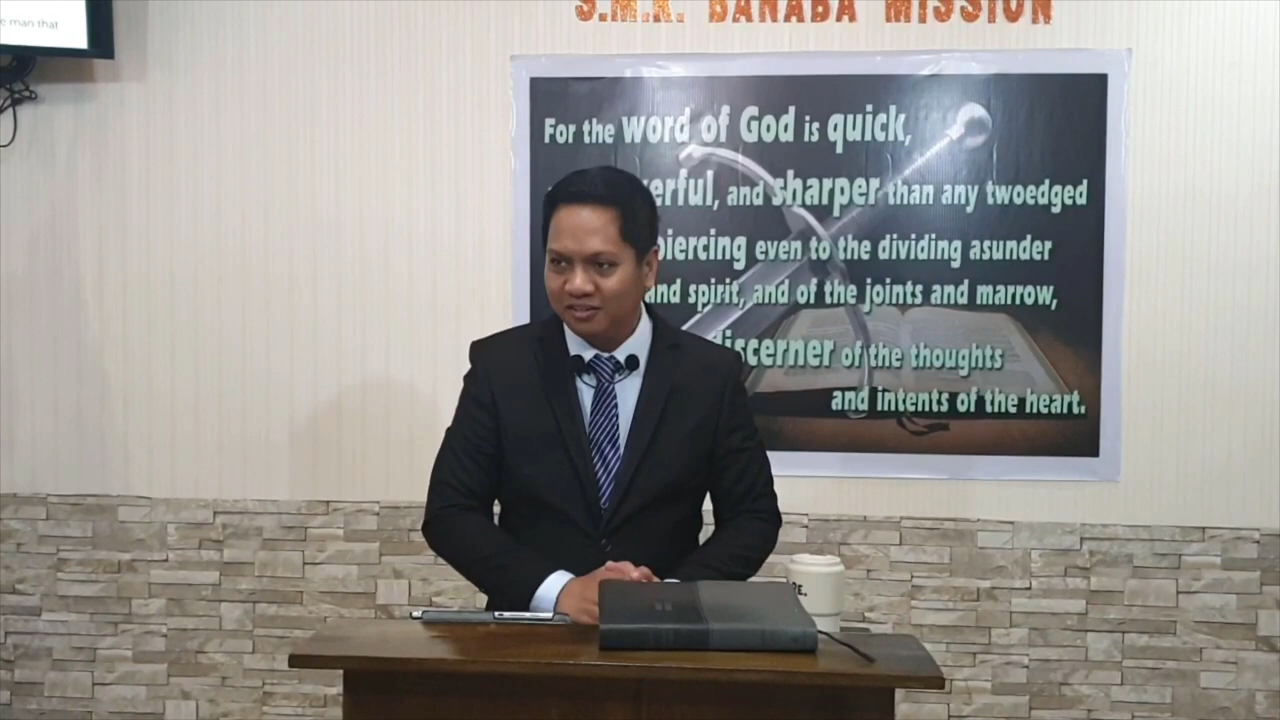 e man that
S.M.K. BANABA MISSION
For the word of God is quick,
erful, and sharper than any twoedged
piercing even to the dividing asunder
and spirit, and of the joints and marrow,
discerner of the thoughts
and intents of the heart.
E.